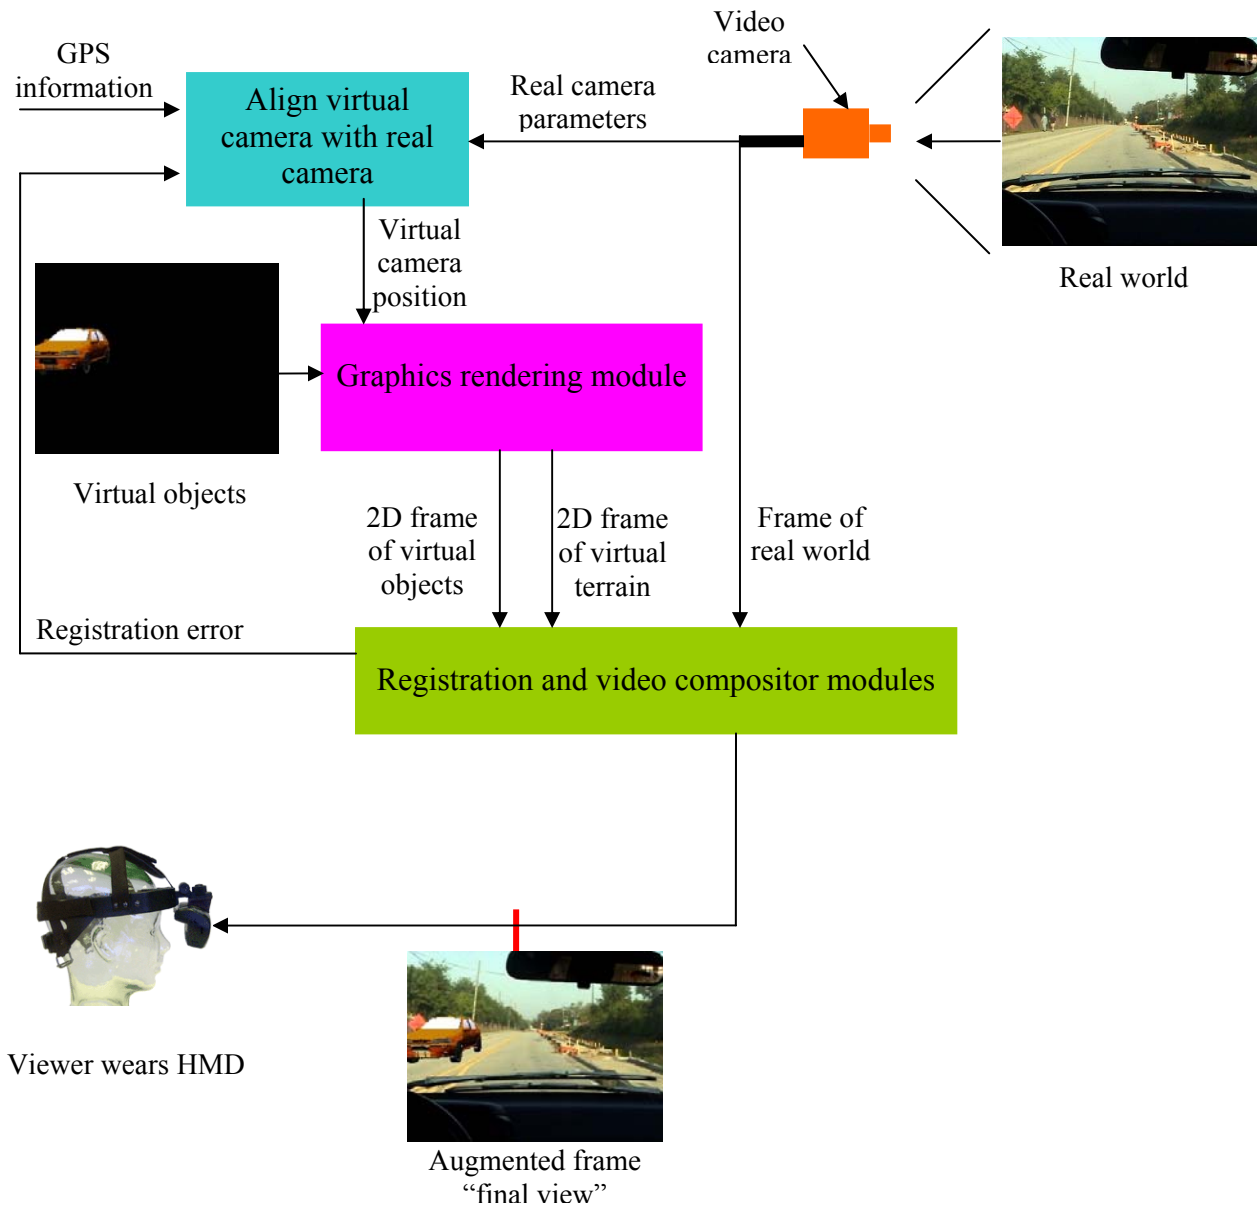 GPS
information
Align virtual
camera with real
camera
Real camera
parameters
Video
camera
Real world
Virtual
camera
position
Graphics rendering module
Virtual objects
2D frame
of virtual
objects
2D frame
of virtual
terrain
Frame of
real world
Registration error
Registration and video compositor modules
Viewer wears HMD
Augmented frame
“final view”